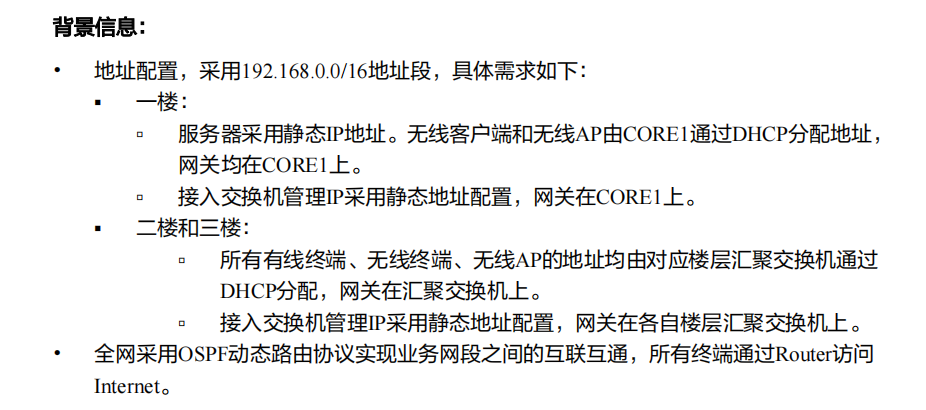 背景信息：
• 地址配置，采用192.168.0.0/16地址段，具体需求如下：
▪ 一楼：
▫ 服务器采用静态IP地址。无线客户端和无线AP由CORE1通过DHCP分配地址，
网关均在CORE1上。
▫ 接入交换机管理IP采用静态地址配置，网关在CORE1上。
▪ 二楼和三楼：
▫ 所有有线终端、无线终端、无线AP的地址均由对应楼层汇聚交换机通过
DHCP分配，网关在汇聚交换机上。
▫ 接入交换机管理IP采用静态地址配置，网关在各自楼层汇聚交换机上。
• 全网采用OSPF动态路由协议实现业务网段之间的互联互通，所有终端通过Router访问
Internet。